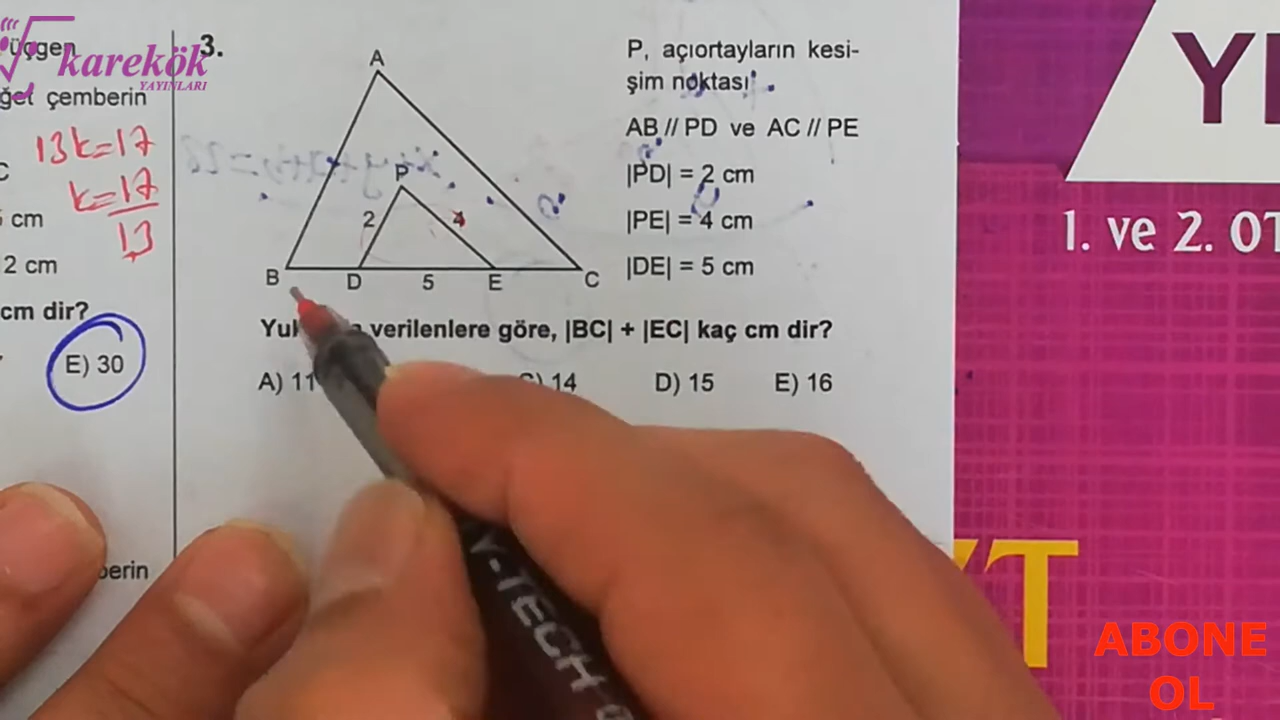 üçgen
karekök
YAYINLARI
ğet çemberin
13k=17
k=17
13
cm
2 cm
cm dir?
E) 30
berin
3.
A
P
2
4
B
D
5
E
C
P, açıortayların kesi-
şim noktası
AB // PD ve AC // PE
|PD| = 2 cm
|PE| = 4 cm
|DE| = 5 cm
verilenlere göre, |BC| + |EC| kaç cm dir?
A) 11
C) 14
D) 15
E) 16
1. ve 2.
ABONE
OL